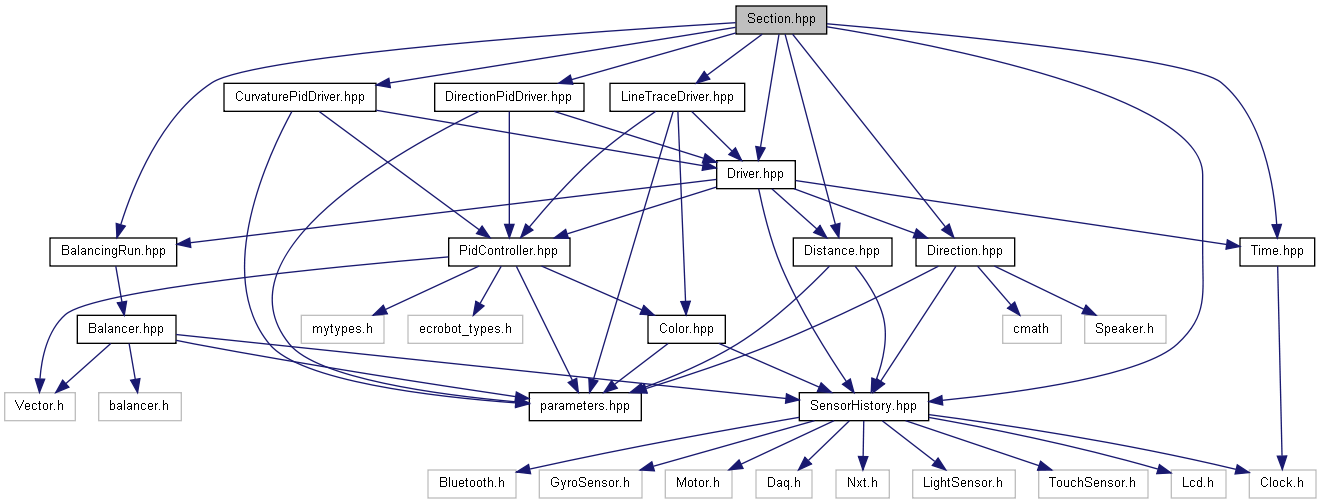 Section.hpp
CurvaturePidDriver.hpp
DirectionPidDriver.hpp
LineTraceDriver.hpp
Driver.hpp
BalancingRun.hpp
PidController.hpp
Distance.hpp
Direction.hpp
Time.hpp
Balancer.hpp
mytypes.h
ecrobot_types.h
Color.hpp
cmath
Speaker.h
Vector.h
balancer.h
parameters.hpp
SensorHistory.hpp
Bluetooth.h
GyroSensor.h
Motor.h
Daq.h
Nxt.h
LightSensor.h
TouchSensor.h
Lcd.h
Clock.h